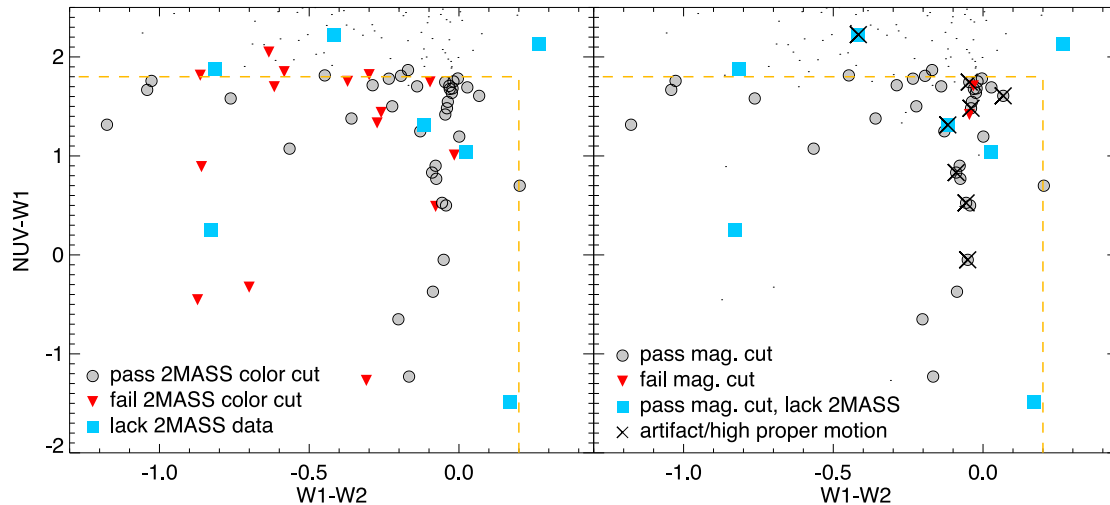 NUV-W1
2
1
0
-1
-2
-1.0
-0.5
0.0
W1-W2
pass 2MASS color cut
fail 2MASS color cut
lack 2MASS data
-1.0
-0.5
0.0
W1-W2
pass mag. cut
fail mag. cut
pass mag. cut, lack 2MASS
artifact/high proper motion